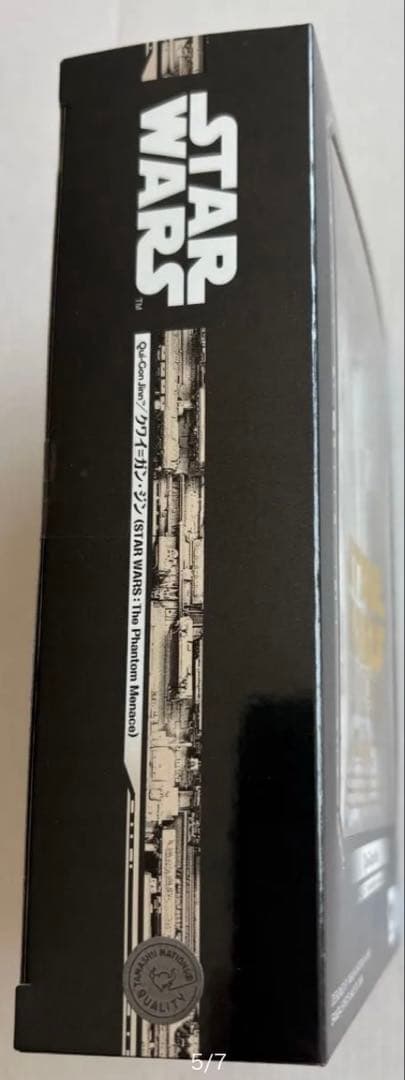 STAR
WARS
™
Qui-Gon Jinn／クワイ＝ガン・ジン (STAR WARS : The Phantom Menace)
TAMASHII NATIONS
QUALITY
5/7